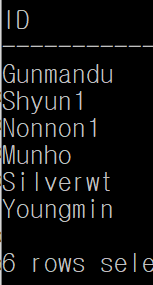 ID
-----------
Gunmandu
Shyun1
Nonnon1
Munho
Silverwt
Youngmin
6 rows sele